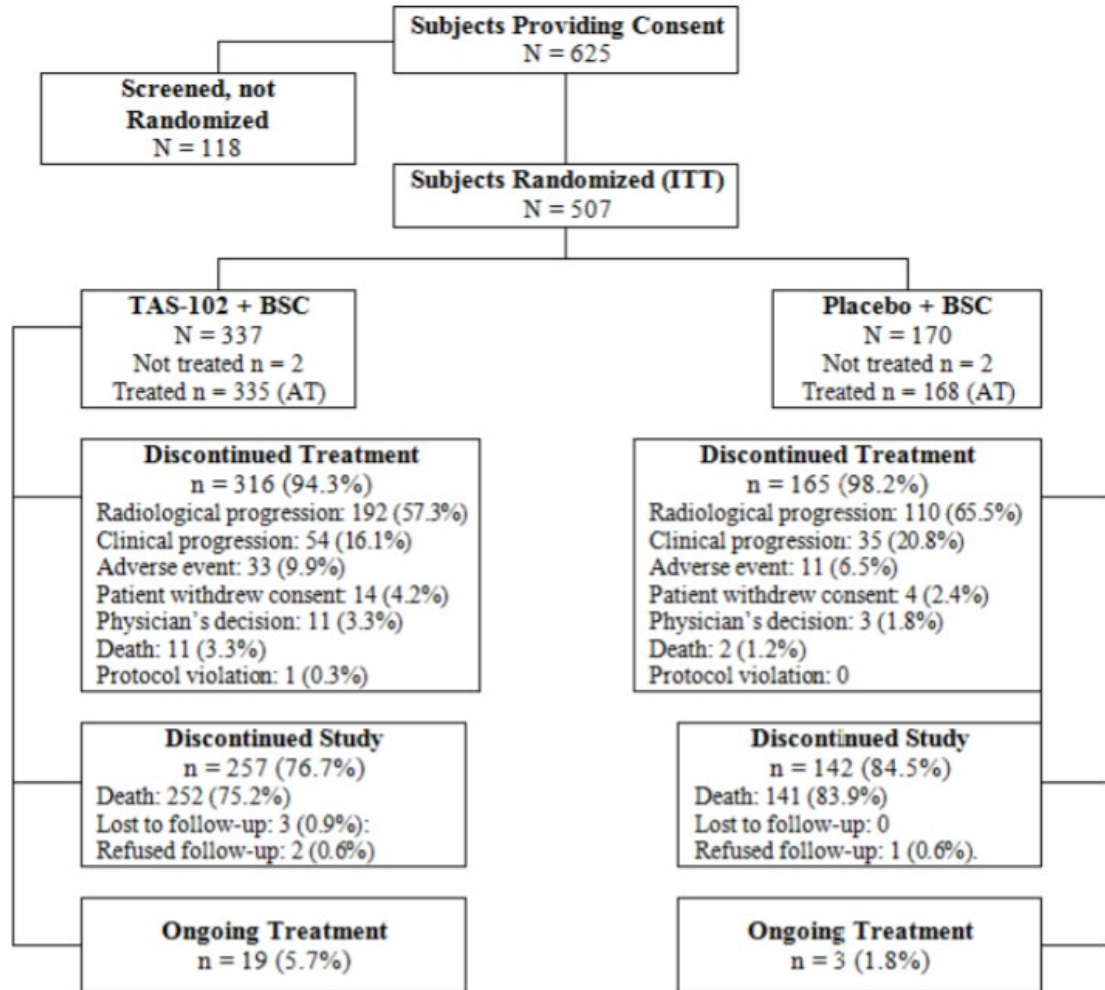 Subjects Providing Consent
N = 625
Screened, not
Randomized
N = 118
Subjects Randomized (ITT)
N = 507
TAS-102 + BSC
N = 337
Not treated n = 2
Treated n = 335 (AT)
Placebo + BSC
N = 170
Not treated n = 2
Treated n = 168 (AT)
Discontinued Treatment
n = 316 (94.3%)
Radiological progression: 192 (57.3%)
Clinical progression: 54 (16.1%)
Adverse event: 33 (9.9%)
Patient withdrew consent: 14 (4.2%)
Physician's decision: 11 (3.3%)
Death: 11 (3.3%)
Protocol violation: 1 (0.3%)
Discontinued Treatment
n = 165 (98.2%)
Radiological progression: 110 (65.5%)
Clinical progression: 35 (20.8%)
Adverse event: 11 (6.5%)
Patient withdrew consent: 4 (2.4%)
Physician's decision: 3 (1.8%)
Death: 2 (1.2%)
Protocol violation: 0
Discontinued Study
n = 257 (76.7%)
Death: 252 (75.2%)
Lost to follow-up: 3 (0.9%):
Refused follow-up: 2 (0.6%)
Discontinued Study
n = 142 (84.5%)
Death: 141 (83.9%)
Lost to follow-up: 0
Refused follow-up: 1 (0.6%).
Ongoing Treatment
n = 19 (5.7%)
Ongoing Treatment
n = 3 (1.8%)